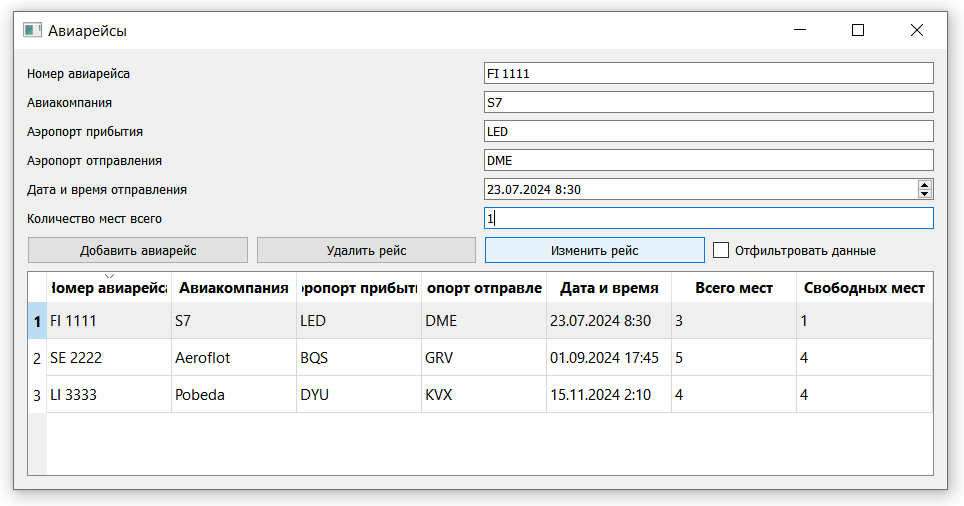 Авиарейсы
Номер авиарейса FI 1111
Авиакомпания S7
Аэропорт прибытия LED
Аэропорт отправления DME
Дата и время отправления 23.07.2024 8:30
Количество мест всего 1
Добавить авиарейс Удалить рейс Изменить рейс Отфильтровать данные
Номер авиарейса Авиакомпания эропорт прибыти опорт отправле Дата и время Всего мест Свободных мест
1 FI 1111 S7 LED DME 23.07.2024 8:30 3 1
2 SE 2222 Aeroflot BQS GRV 01.09.2024 17:45 5 4
3 LI 3333 Pobeda DYU KVX 15.11.2024 2:10 4 4